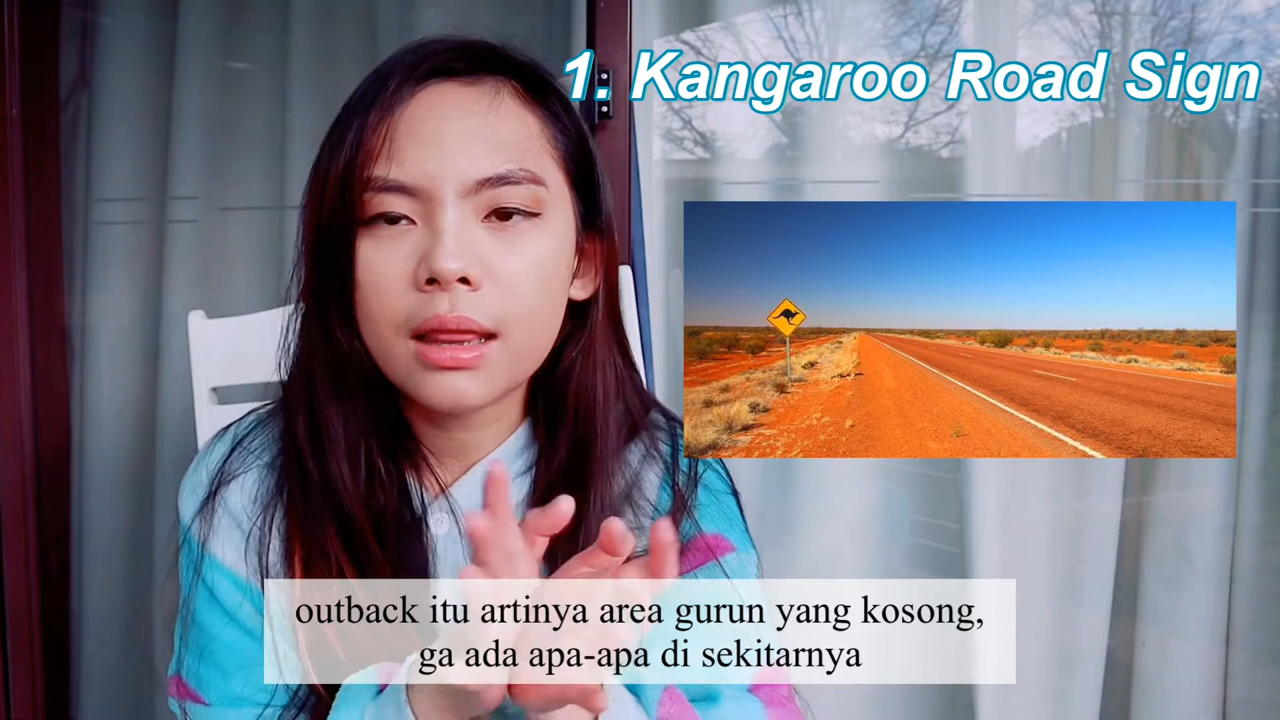 1. Kangaroo Road Sign
outback itu artinya area gurun yang kosong,
ga ada apa-apa di sekitarnya